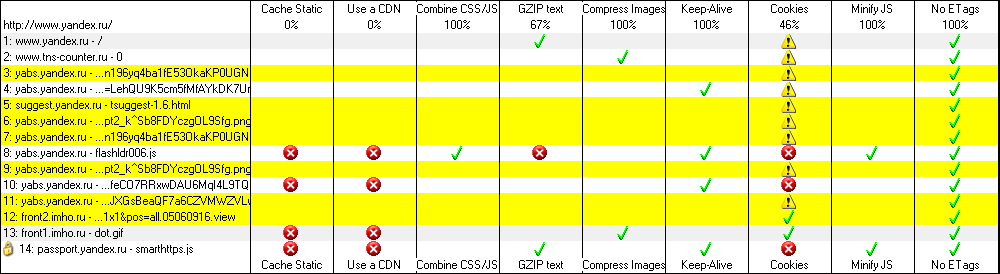 Cache Static Use a CDN Combine CSS/JS GZIP text Compress Images Keep-Alive Cookies Minify JS No ETags
http://www.yandex.ru/ 0% 0% 100% 67% 100% 100% 46% 100% 100%
1: www.yandex.ru - /
2: www.tns-counter.ru - 0
3: yabs.yandex.ru - ...n196yq4ba1fE53OkaKP0UGN
4: yabs.yandex.ru - ...=LehQU9K5cm5fMfAYkDK7Ur
5: suggest.yandex.ru - tsuggest-1.6.html
6: yabs.yandex.ru - ...pt2_k^Sb8FDYczgOL9Sfg.png
7: yabs.yandex.ru - ...n196yq4ba1fE53OkaKP0UGN
8: yabs.yandex.ru - flashldr006.js
9: yabs.yandex.ru - ...pt2_k^Sb8FDYczgOL9Sfg.png
10: yabs.yandex.ru - ...feCO7RRxwDAU6MqI4L9TQ
11: yabs.yandex.ru - ...JXGsBeaQF7a6CZVMWZVLv
12: front2.imho.ru - ...1x1&pos=all.05060916.view
13: front1.imho.ru - dot.gif
14: passport.yandex.ru - smarthttps.js
Cache Static Use a CDN Combine CSS/JS GZIP text Compress Images Keep-Alive Cookies Minify JS No ETags